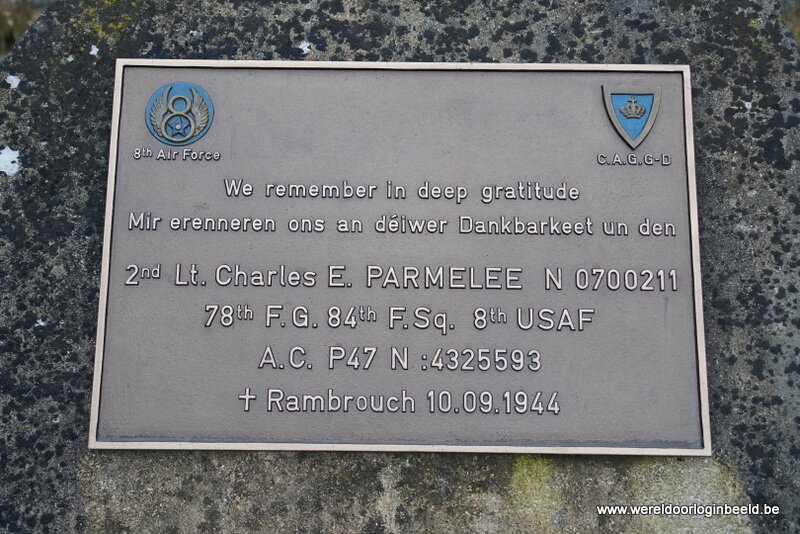 8
8th Air Force
C.A.G.G-D
We remember in deep gratitude
Mir erenneren ons an déiwer Dankbarkeet un den
2nd Lt. Charles E. PARMELEE N 0700211
78th F.G. 84th F.Sq. 8th USAF
A.C. P47 N :4325593
† Rambrouch 10.09.1944
www.wereldoorloginbeeld.be